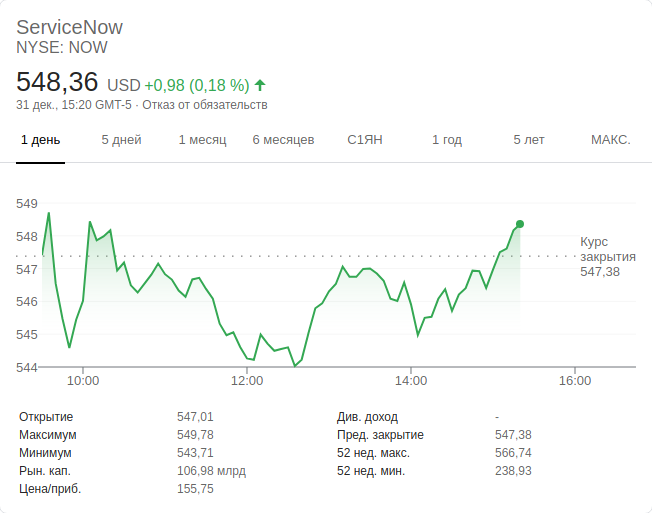 ServiceNow
NYSE: NOW
548,36 USD +0,98 (0,18 %)
31 дек., 15:20 GMT-5 · Отказ от обязательств
1 день 5 дней 1 месяц 6 месяцев С1ЯН 1 год 5 лет МАКС.
549
548
547
546
545
544
Курс
закрытия
547,38
10:00 12:00 14:00 16:00
Открытие 547,01 Див. доход -
Максимум 549,78 Пред. закрытие 547,38
Минимум 543,71 52 нед. макс. 566,74
Рын. кап. 106,98 млрд 52 нед. мин. 238,93
Цена/приб. 155,75